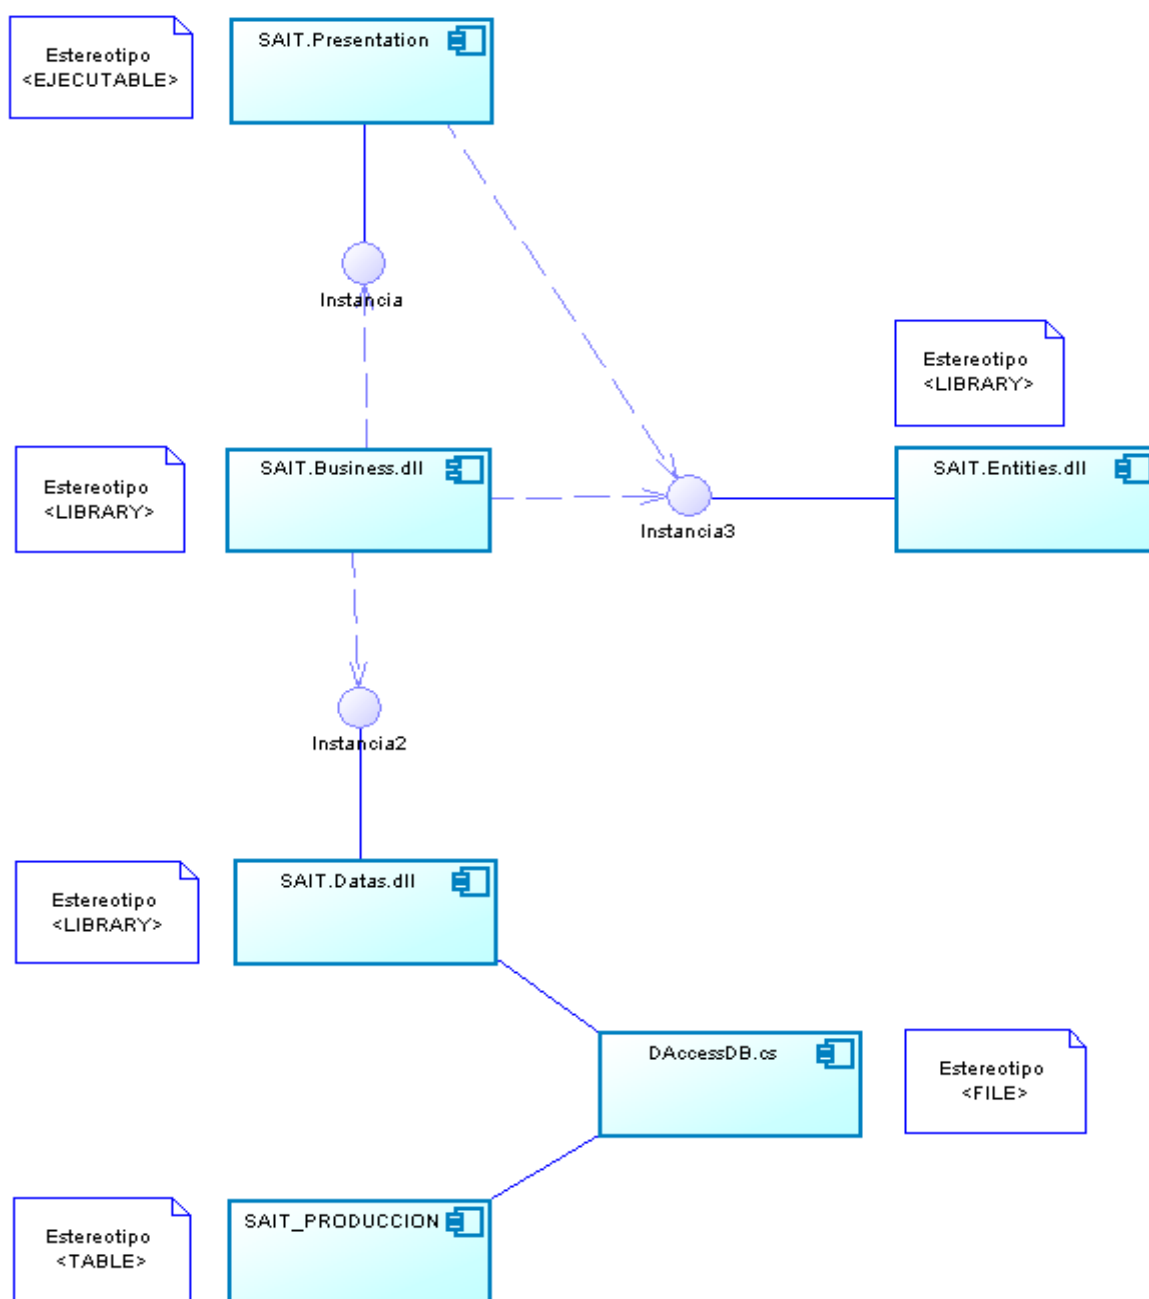 Estereotipo
<EJECUTABLE>
SAIT.Presentation
Instancia
Estereotipo
<LIBRARY>
Estereotipo
<LIBRARY>
SAIT.Business.dll
SAIT.Entities.dll
Instancia3
Instancia2
Estereotipo
<LIBRARY>
SAIT.Datas.dll
DAccessDB.cs
Estereotipo
<FILE>
Estereotipo
<TABLE>
SAIT_PRODUCCION